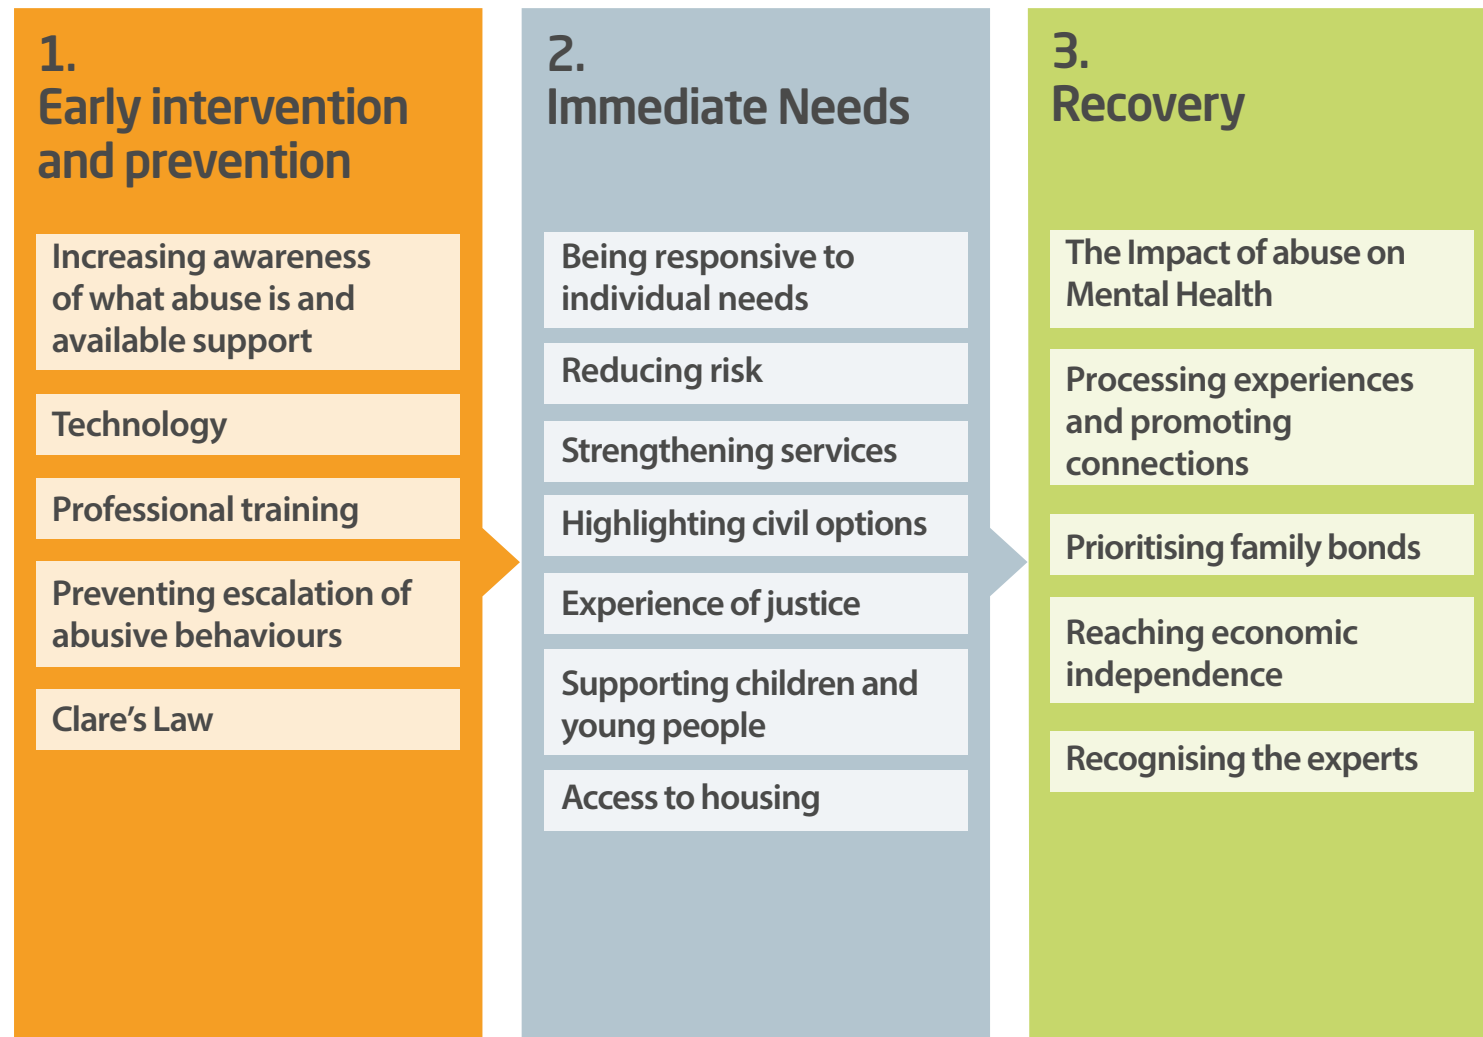 1.
Early intervention
and prevention
Increasing awareness
of what abuse is and
available support
Technology
Professional training
Preventing escalation of
abusive behaviours
Clare’s Law
2.
Immediate Needs
Being responsive to
individual needs
Reducing risk
Strengthening services
Highlighting civil options
Experience of justice
Supporting children and
young people
Access to housing
3.
Recovery
The Impact of abuse on
Mental Health
Processing experiences
and promoting
connections
Prioritising family bonds
Reaching economic
independence
Recognising the experts